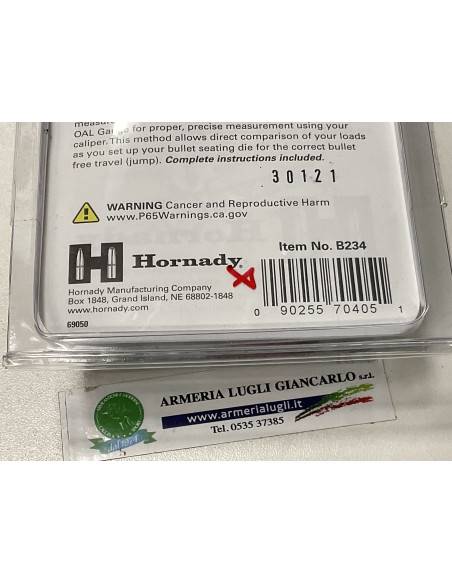 OAL Gauge for proper, precise measurement using your
caliper. This method allows direct comparison of your loads
as you set up your bullet seating die for the correct bullet
free travel (jump). Complete instructions included.
30121
WARNING Cancer and Reproductive Harm
www.P65Warnings.ca.gov
H Hornady®
Hornady Manufacturing Company
Box 1848, Grand Island, NE 68802-1848
www.hornady.com
69050
Item No. B234
0 90255 70405 1
ARMERIA LUGLI GIANCARLO s.r.l.
www.armerialugli.it
Tel. 0535 37385